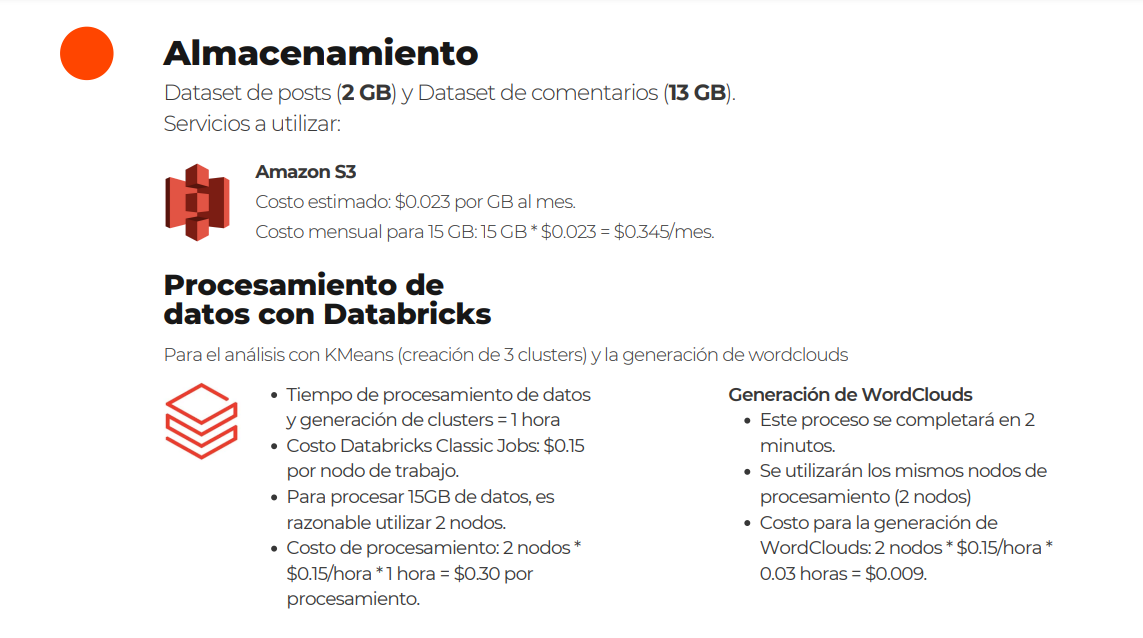 Almacenamiento
Dataset de posts (2 GB) y Dataset de comentarios (13 GB).
Servicios a utilizar:
Amazon S3
Costo estimado: $0.023 por GB al mes.
Costo mensual para 15 GB: 15 GB * $0.023 = $0.345/mes.
Procesamiento de
datos con Databricks
Para el análisis con KMeans (creación de 3 clusters) y la generación de wordclouds
• Tiempo de procesamiento de datos
y generación de clusters = 1 hora
• Costo Databricks Classic Jobs: $0.15
por nodo de trabajo.
• Para procesar 15GB de datos, es
razonable utilizar 2 nodos.
• Costo de procesamiento: 2 nodos *
$0.15/hora * 1 hora = $0.30 por
procesamiento.
Generación de WordClouds
• Este proceso se completará en 2
minutos.
• Se utilizarán los mismos nodos de
procesamiento (2 nodos)
• Costo para la generación de
WordClouds: 2 nodos * $0.15/hora *
0.03 horas = $0.009.